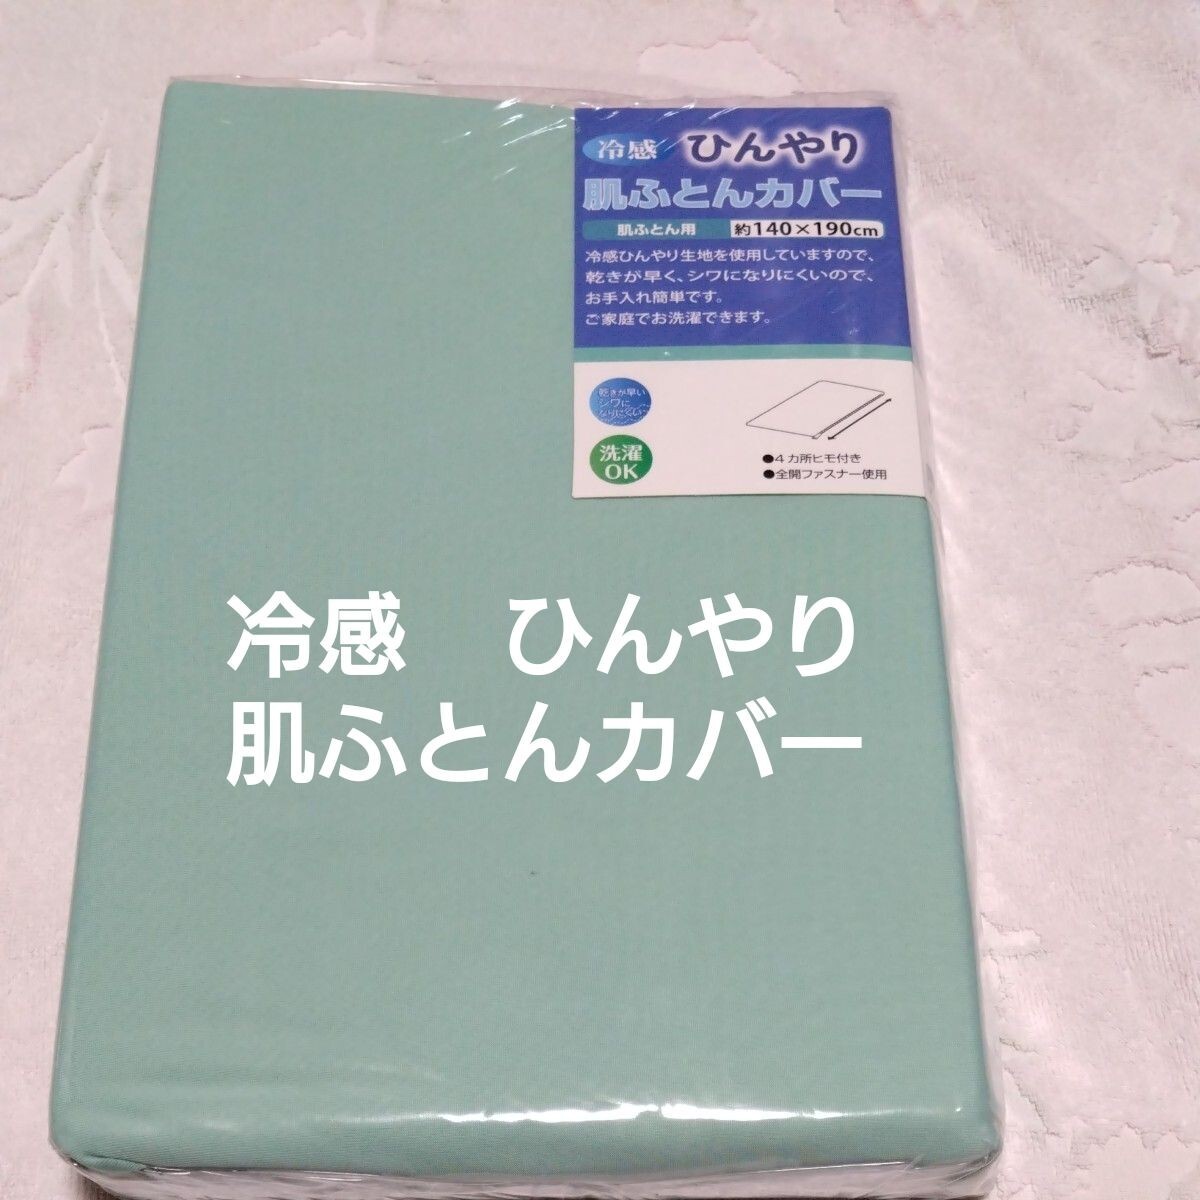 冷感 ひんやり
肌ふとんカバー
肌ふとん用 約140×190cm
冷感ひんやり生地を使用していますので、
乾きが早く、シワになりにくいので、
お手入れ簡単です。
ご家庭でお洗濯できます。
乾きが早い
シワに
なりにくい
洗濯
OK
●4カ所ヒモ付き
●全開ファスナー使用
冷感　ひんやり
肌ふとんカバー